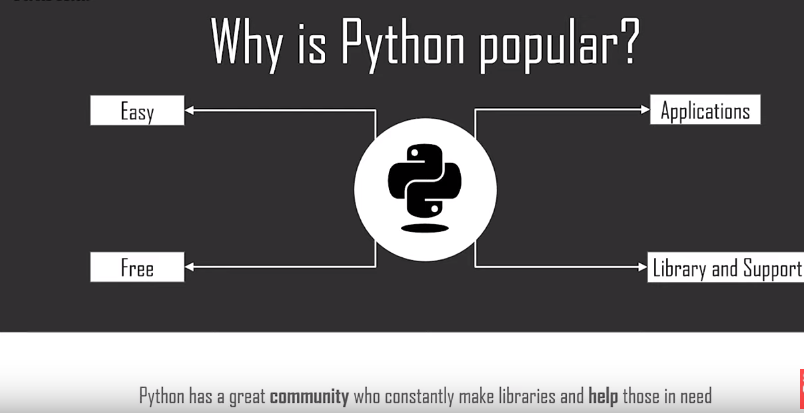 Why is Python popular?
Easy
Applications
Free
Library and Support
Python has a great community who constantly make libraries and help those in need